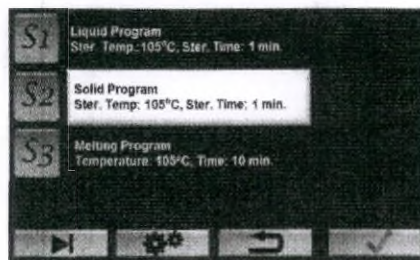 S1
Liquid Program
Ster. Temp.:105°C, Ster. Time: 1 min.
S2
Solid Program
Ster. Temp: 105°C, Ster. Time: 1 min.
S3
Melting Program
Temperature: 105°C, Time: 10 min.